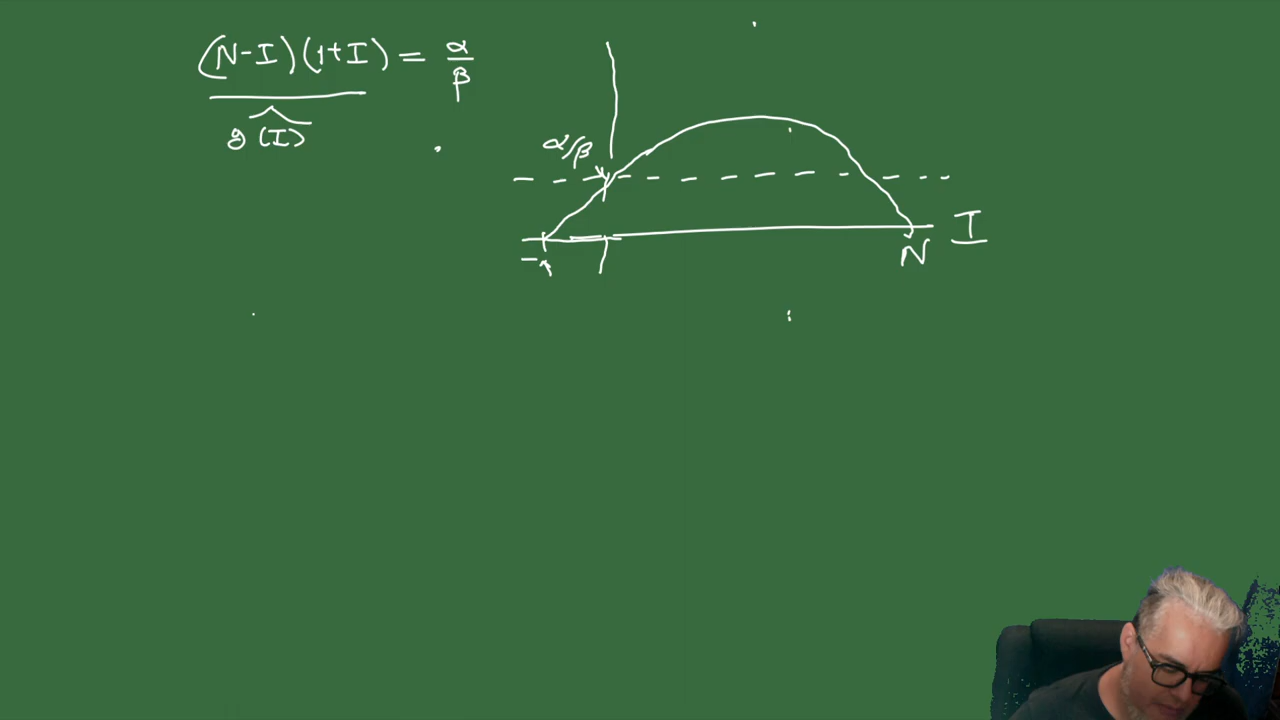 (N-I)(1+I) = α/β
g(I)
α/β
I
-1
N